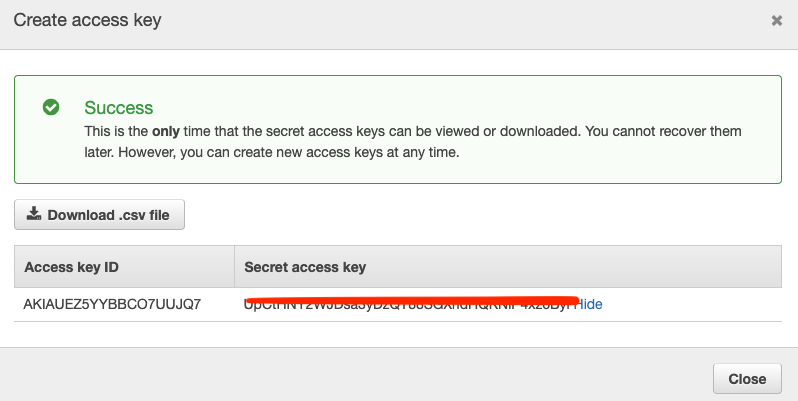 Create access key
Success
This is the only time that the secret access keys can be viewed or downloaded. You cannot recover them
later. However, you can create new access keys at any time.
Download .csv file
Access key ID Secret access key
AKIAUEZ5YYBBCO7UUJQ7 Hide
Close